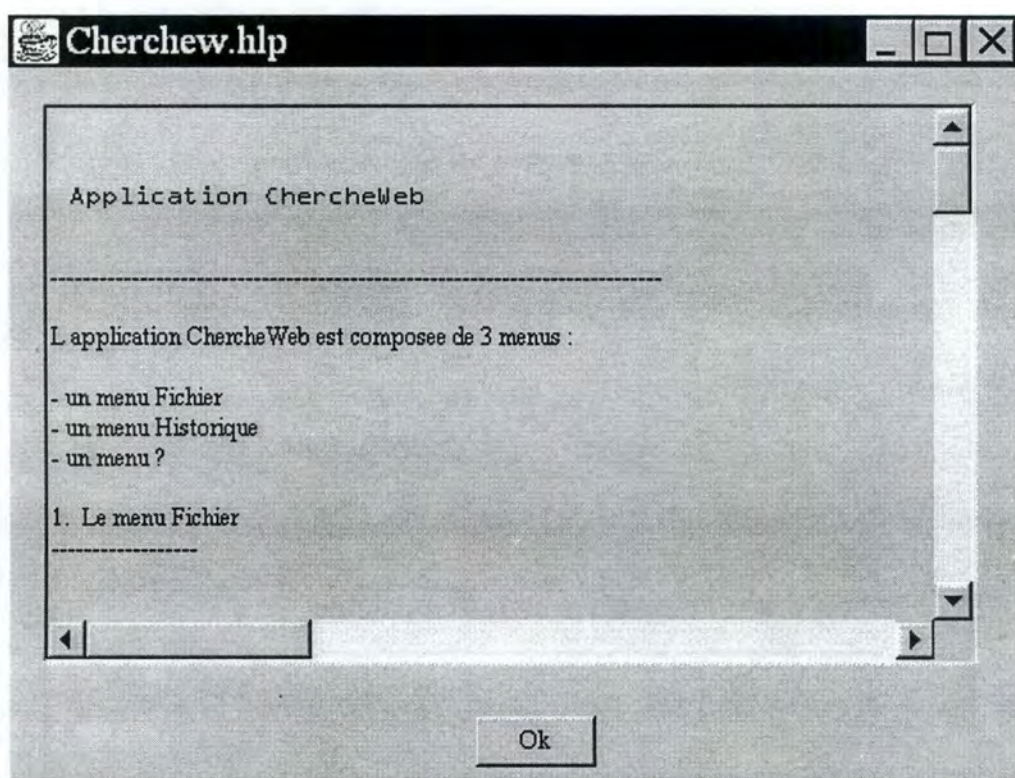 Cherchew.hlp
Application ChercheWeb
------------------------------------------------------------------------
L application ChercheWeb est composee de 3 menus :
- un menu Fichier
- un menu Historique
- un menu ?
1. Le menu Fichier
------------------
Ok